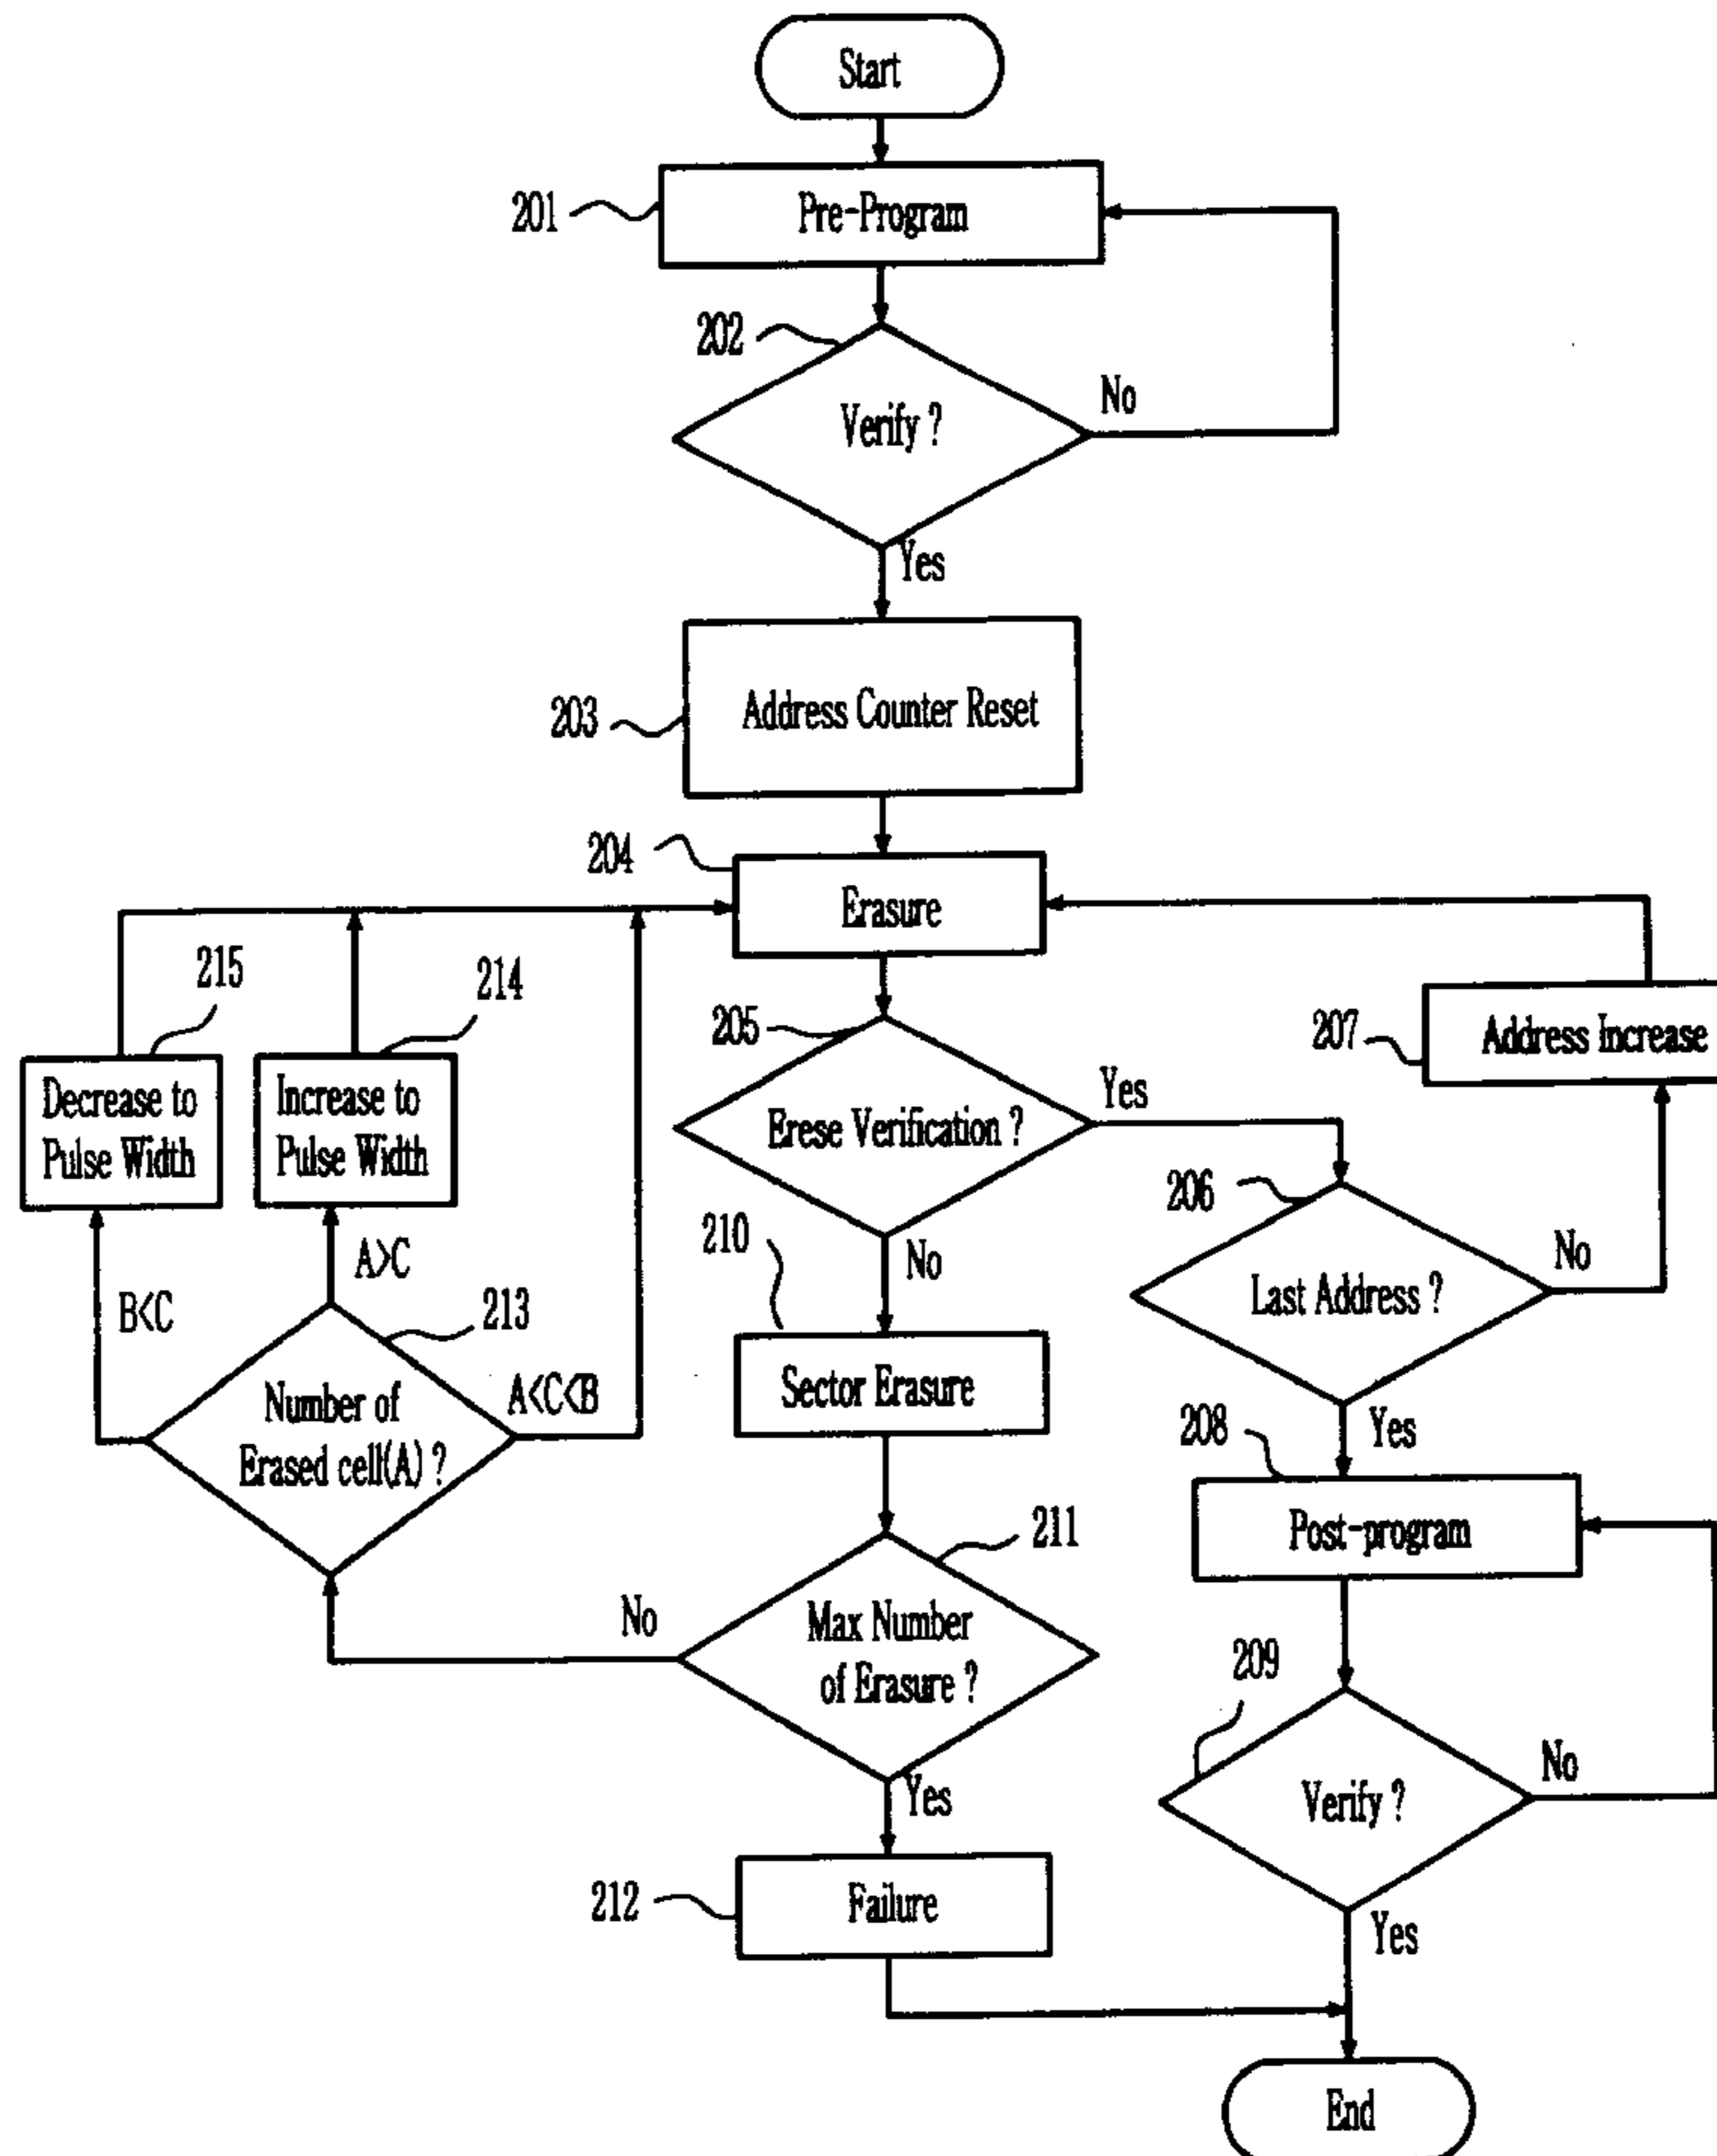 Start
201
Pre-Program
202
Verify ?
No
Yes
203
Address Counter Reset
204
Erasure
215
214
205
207
Address Increase
Decrease to
Pulse Width
Increase to
Pulse Width
Erese Verification ?
Yes
206
Last Address ?
No
210
No
B<C
A>C
213
Number of
Erased cell(A) ?
A<C<B
Sector Erasure
208
Yes
Post-program
211
No
Max Number
of Erasure ?
209
Verify ?
No
Yes
212
Failure
Yes
End